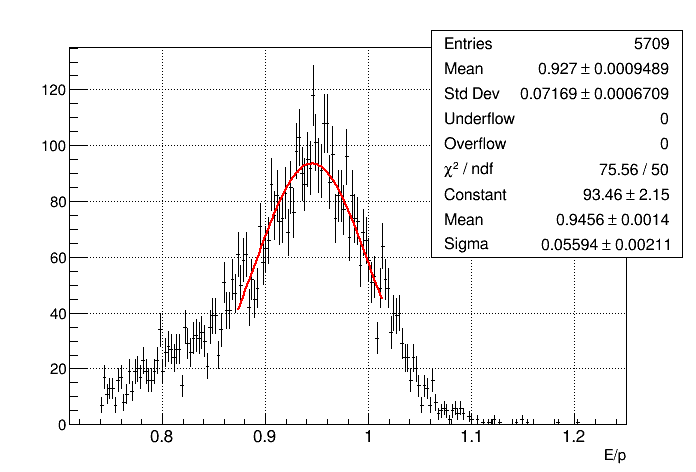 Entries 5709
Mean 0.927 ± 0.0009489
Std Dev 0.07169 ± 0.0006709
Underflow 0
Overflow 0
χ² / ndf 75.56 / 50
Constant 93.46 ± 2.15
Mean 0.9456 ± 0.0014
Sigma 0.05594 ± 0.00211
120
100
80
60
40
20
0
0.8 0.9 1 1.1 1.2
E/p